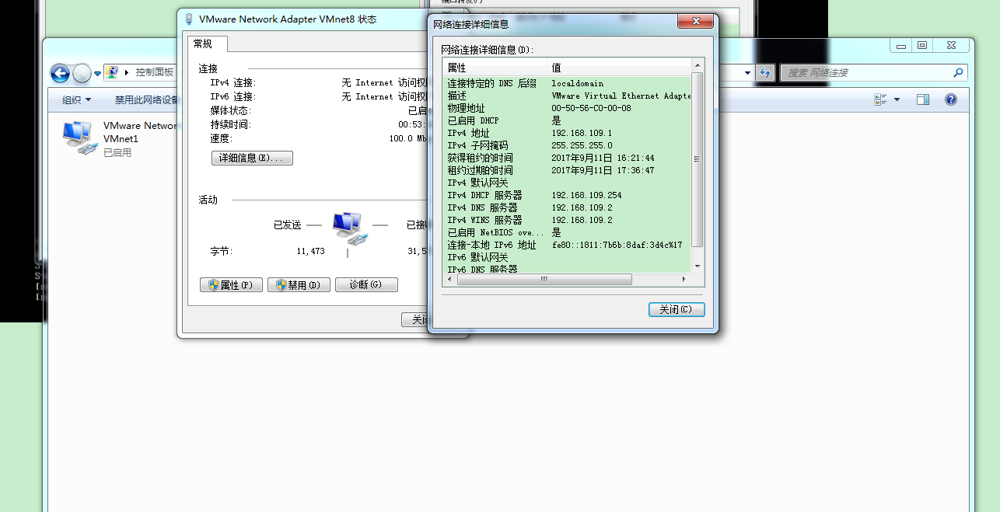 VMware Network Adapter VMnet8 状态
常规
连接
IPv4 连接: 无 Internet 访问权
IPv6 连接: 无 Internet 访问权
媒体状态: 已启
持续时间: 00:53:
速度: 100.0 Mb
详细信息(E)...
活动
已发送 已接
字节: 11,473 31,5
属性(P) 禁用(D) 诊断(G)
关
网络连接详细信息
网络连接详细信息(D):
属性 值
连接特定的 DNS 后缀 localdomain
描述 VMware Virtual Ethernet Adapte
物理地址 00-50-56-C0-00-08
已启用 DHCP 是
IPv4 地址 192.168.109.1
IPv4 子网掩码 255.255.255.0
获得租约的时间 2017年9月11日 16:21:44
租约过期的时间 2017年9月11日 17:36:47
IPv4 默认网关
IPv4 DHCP 服务器 192.168.109.254
IPv4 DNS 服务器 192.168.109.2
IPv4 WINS 服务器 192.168.109.2
已启用 NetBIOS ove... 是
连接-本地 IPv6 地址 fe80::1811:7b6b:8daf:3d4c%17
IPv6 默认网关
IPv6 DNS 服务器
关闭(C)
控制面板
搜索 网络连接
组织 禁用此网络设备
VMware Networ
VMnet1
已启用